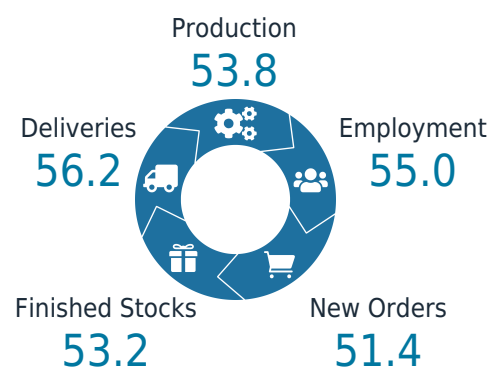 Production
53.8
Deliveries
56.2
Employment
55.0
Finished Stocks
53.2
New Orders
51.4